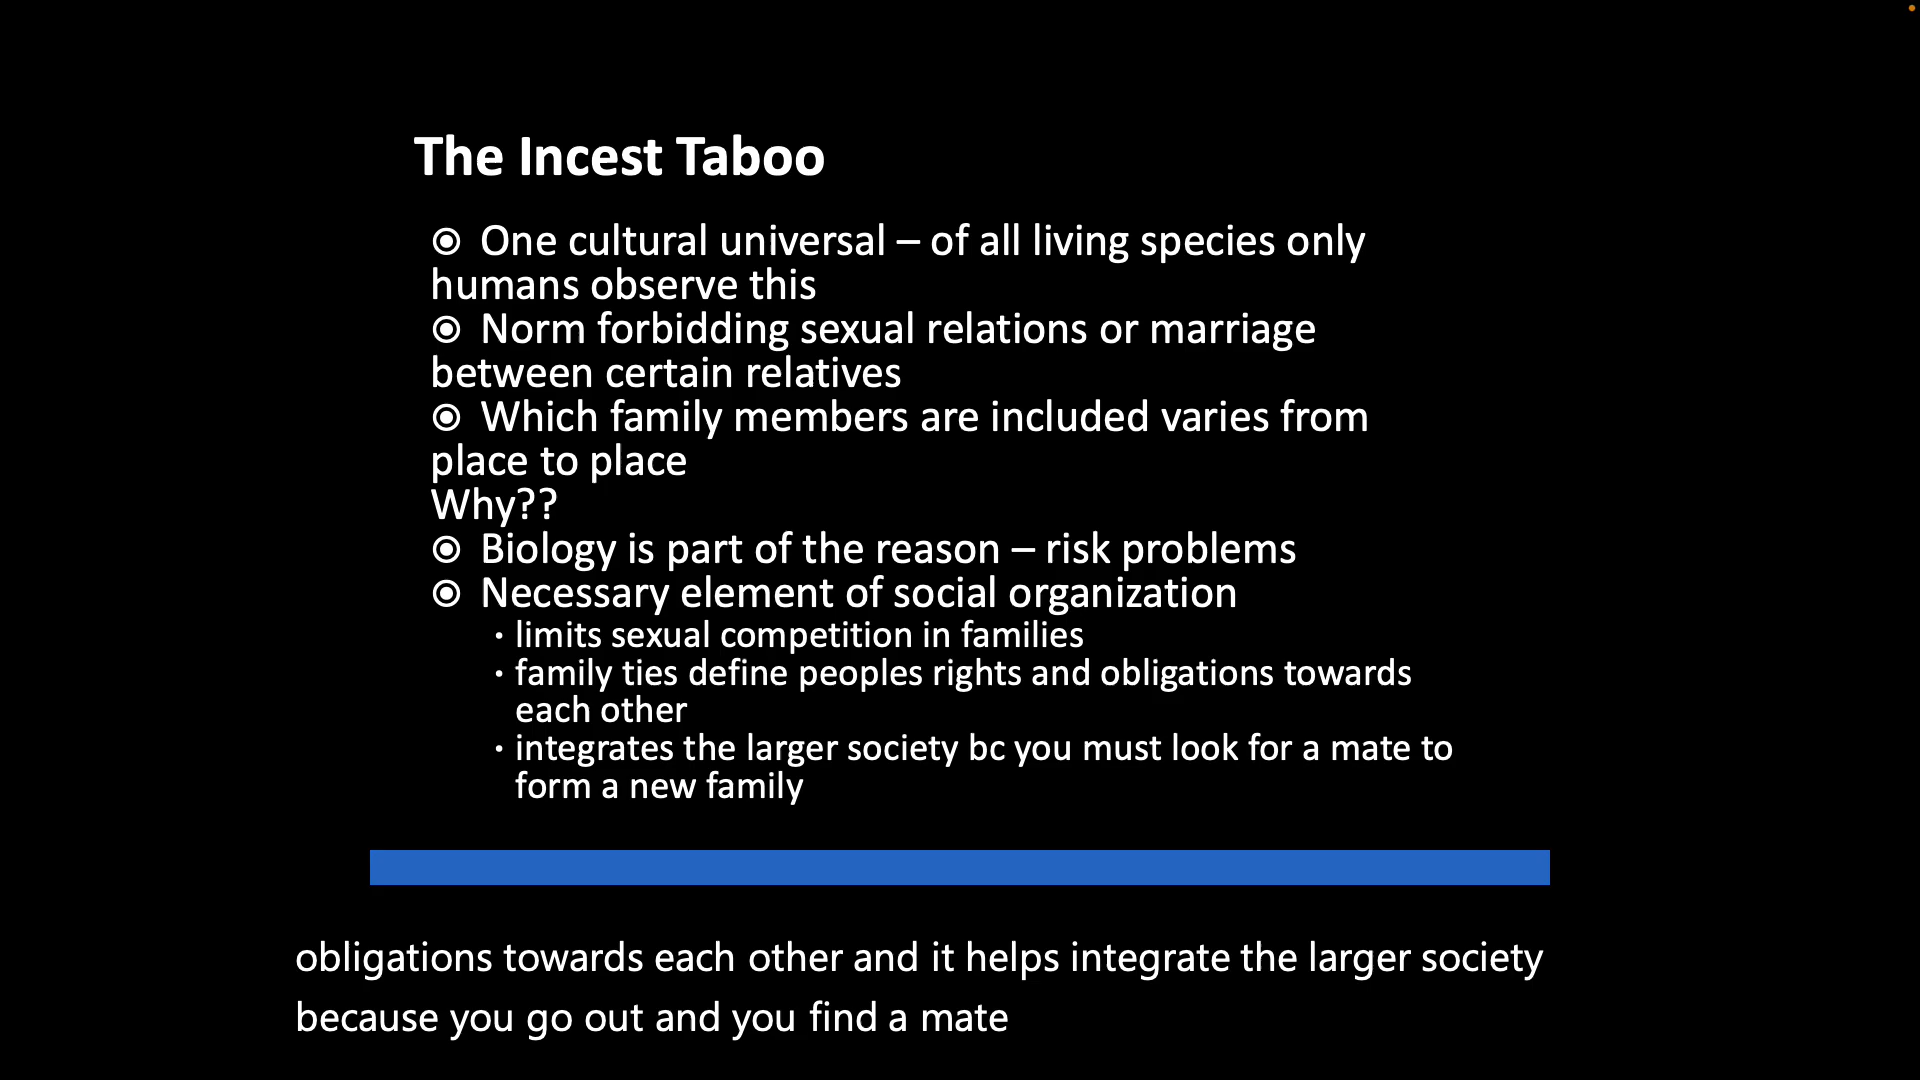 The Incest Taboo
⦿ One cultural universal – of all living species only
humans observe this
⦿ Norm forbidding sexual relations or marriage
between certain relatives
⦿ Which family members are included varies from
place to place
Why??
⦿ Biology is part of the reason – risk problems
⦿ Necessary element of social organization
• limits sexual competition in families
• family ties define peoples rights and obligations towards
each other
• integrates the larger society bc you must look for a mate to
form a new family
obligations towards each other and it helps integrate the larger society
because you go out and you find a mate